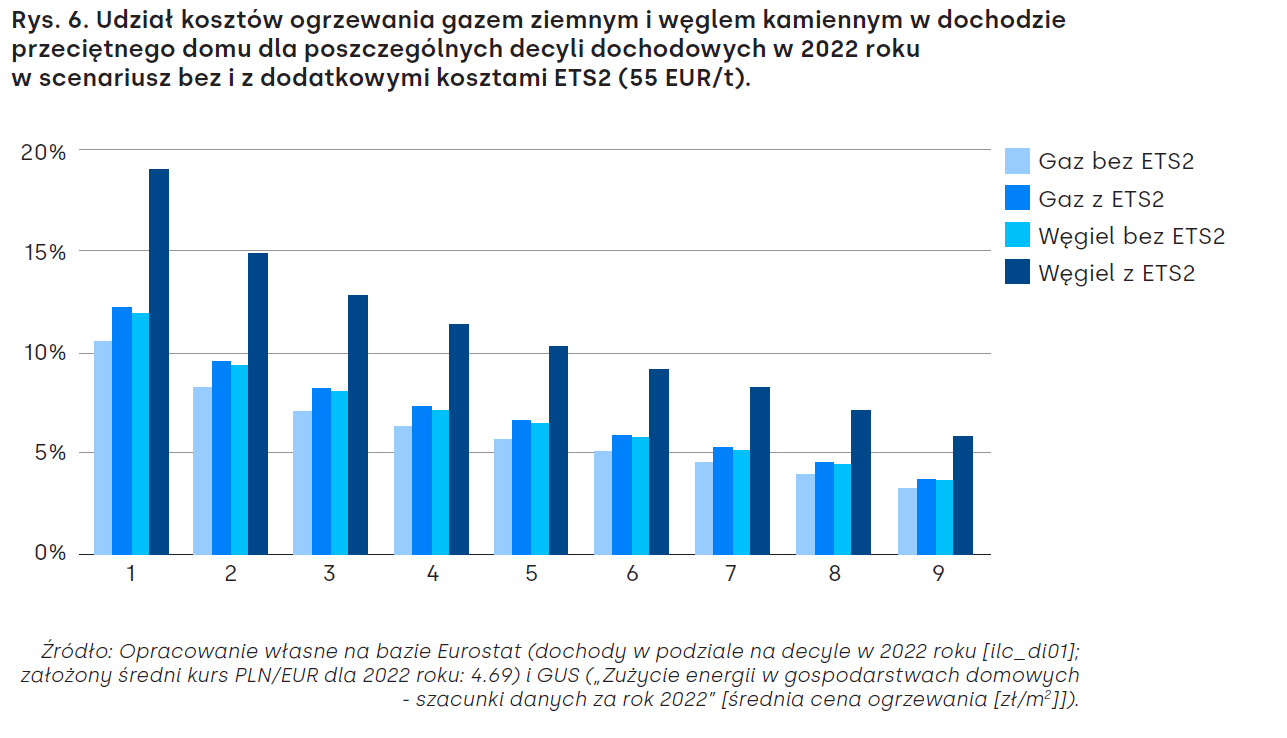 Rys. 6. Udział kosztów ogrzewania gazem ziemnym i węglem kamiennym w dochodzie
przeciętnego domu dla poszczególnych decyli dochodowych w 2022 roku
w scenariusz bez i z dodatkowymi kosztami ETS2 (55 EUR/t).
20%
15%
10%
5%
0%
1 2 3 4 5 6 7 8 9
Gaz bez ETS2
Gaz z ETS2
Węgiel bez ETS2
Węgiel z ETS2
Źródło: Opracowanie własne na bazie Eurostat (dochody w podziale na decyle w 2022 roku [ilc_di01];
założony średni kurs PLN/EUR dla 2022 roku: 4.69) i GUS („Zużycie energii w gospodarstwach domowych
- szacunki danych za rok 2022” [średnia cena ogrzewania [zł/m²]]).